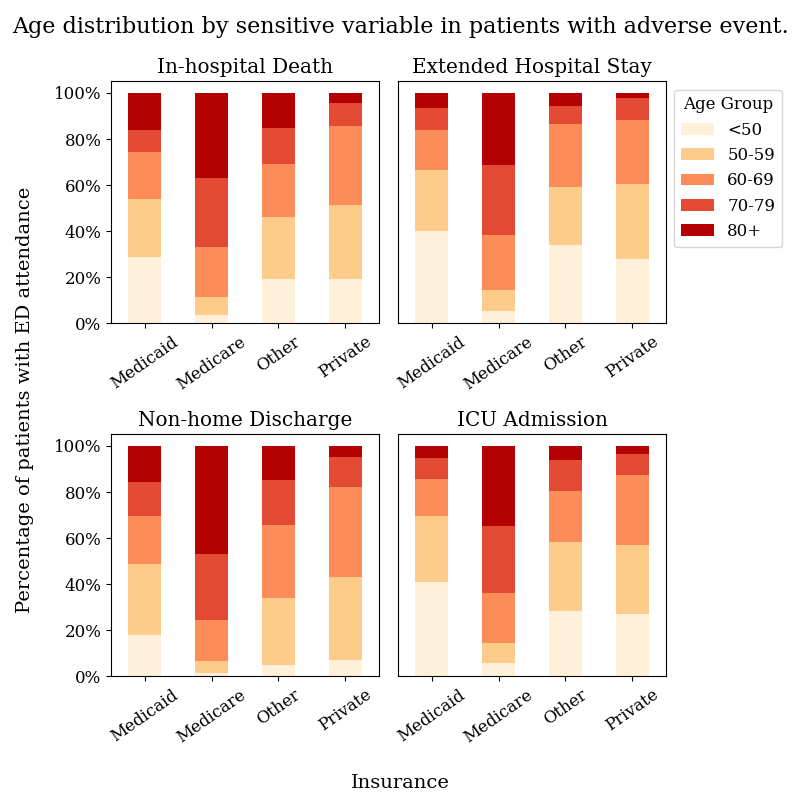 Age distribution by sensitive variable in patients with adverse event.
In-hospital Death
Extended Hospital Stay
100%
80%
60%
40%
20%
0%
Medicaid
Medicare
Other
Private
Medicaid
Medicare
Other
Private
Age Group
<50
50-59
60-69
70-79
80+
Percentage of patients with ED attendance
Non-home Discharge
ICU Admission
100%
80%
60%
40%
20%
0%
Medicaid
Medicare
Other
Private
Medicaid
Medicare
Other
Private
Insurance